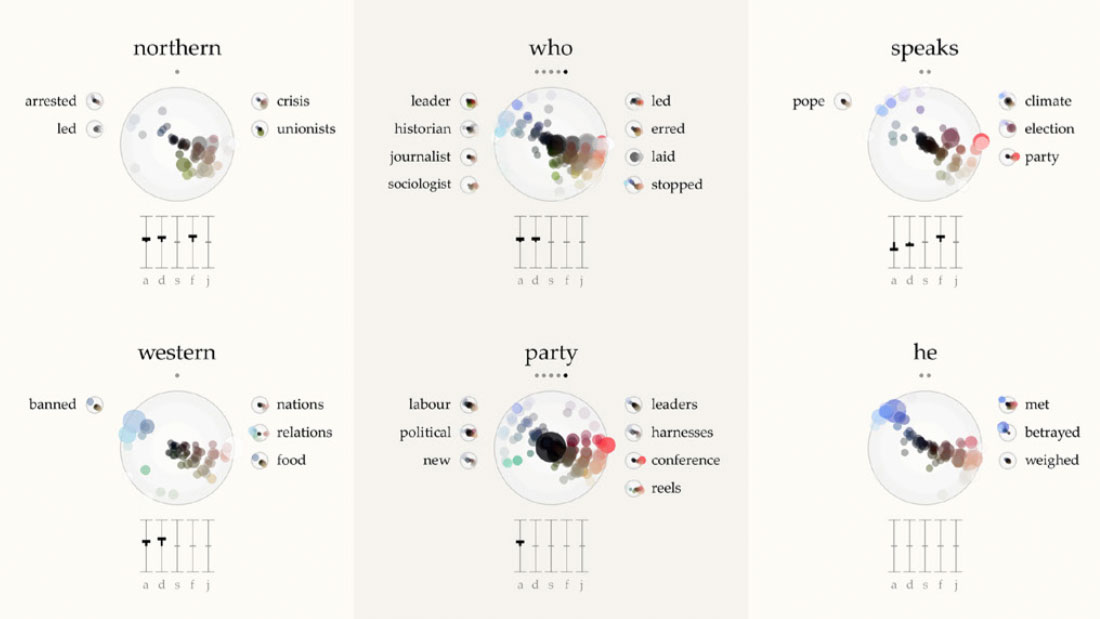 northern
arrested
led
crisis
unionists
a d s f j
who
leader
historian
journalist
sociologist
led
erred
laid
stopped
a d s f j
speaks
pope
climate
election
party
a d s f j
western
banned
nations
relations
food
a d s f j
party
labour
political
new
leaders
harnesses
conference
reels
a d s f j
he
met
betrayed
weighed
a d s f j